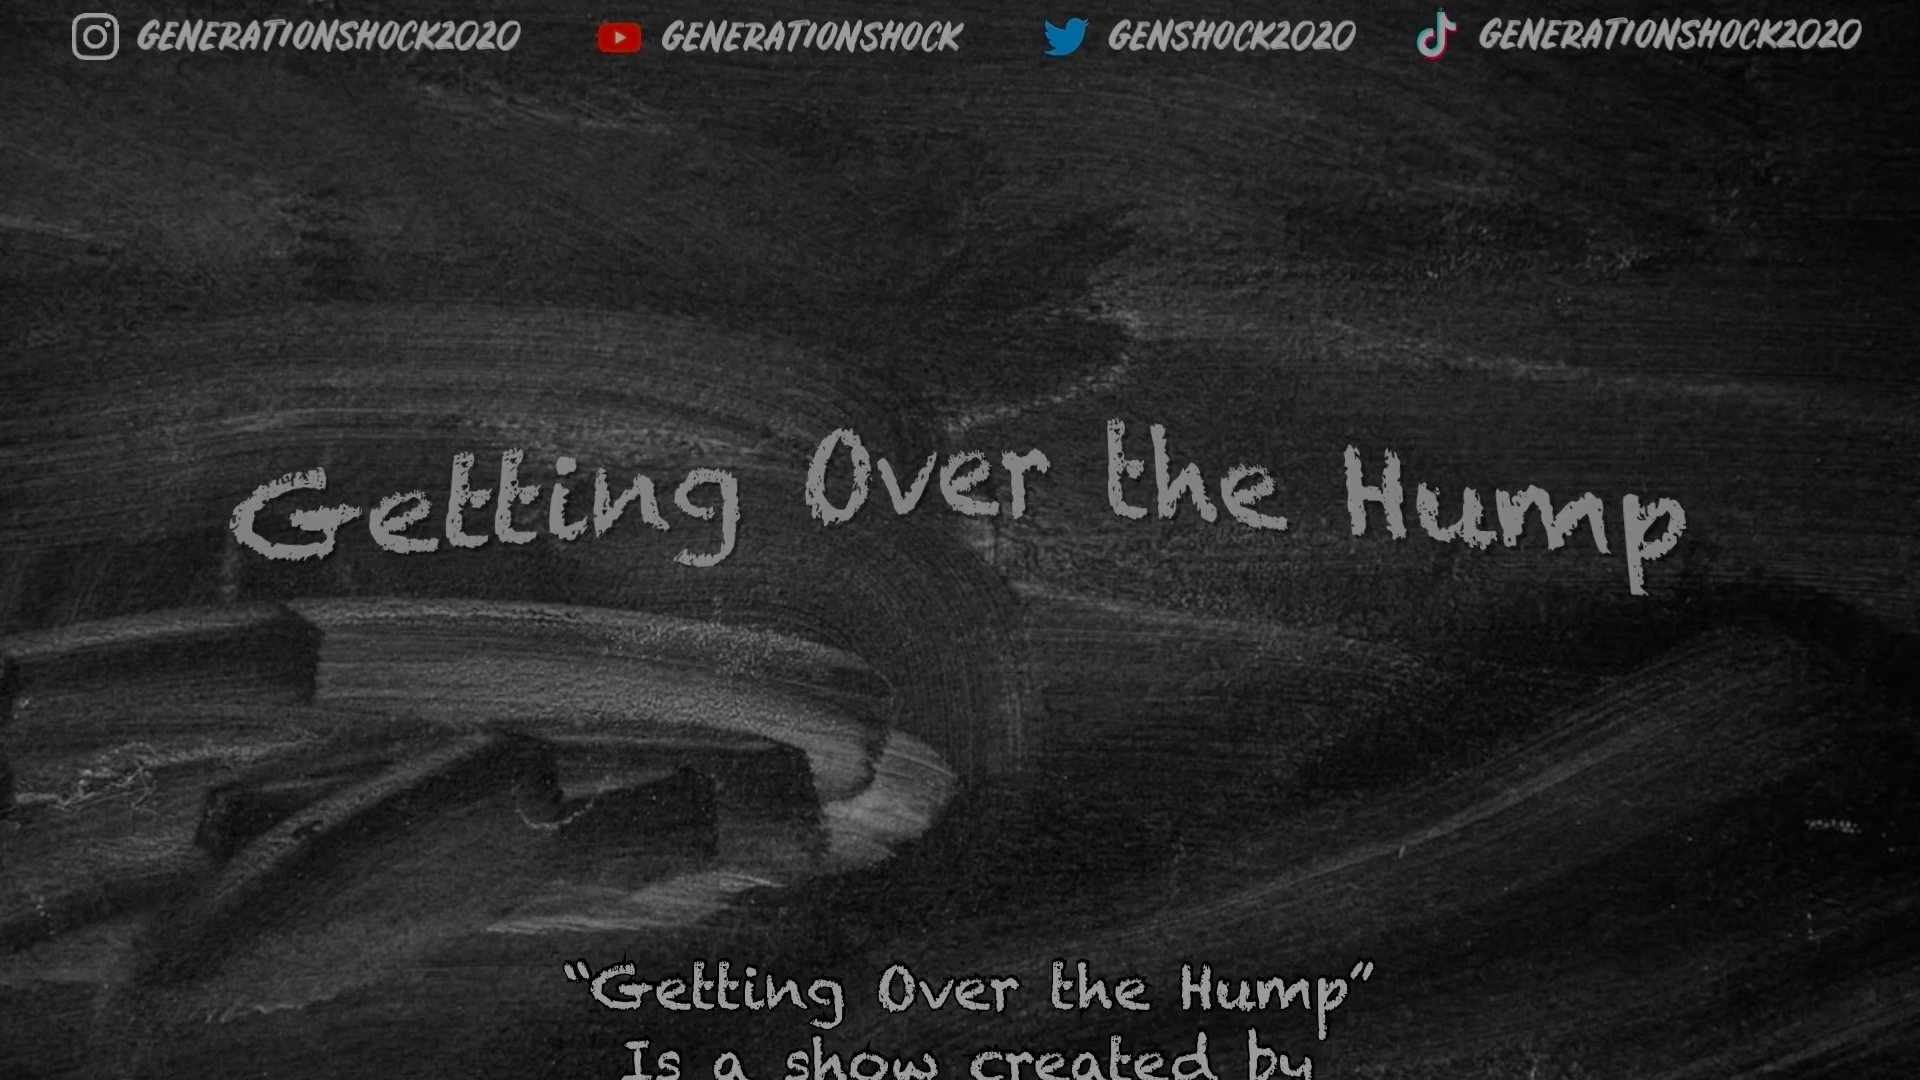 GENERATIONSHOCK2020 GENERATIONSHOCK GENSHOCK2020 GENERATIONSHOCK2020
Getting Over the Hump
“Getting Over the Hump”
Is a show created by